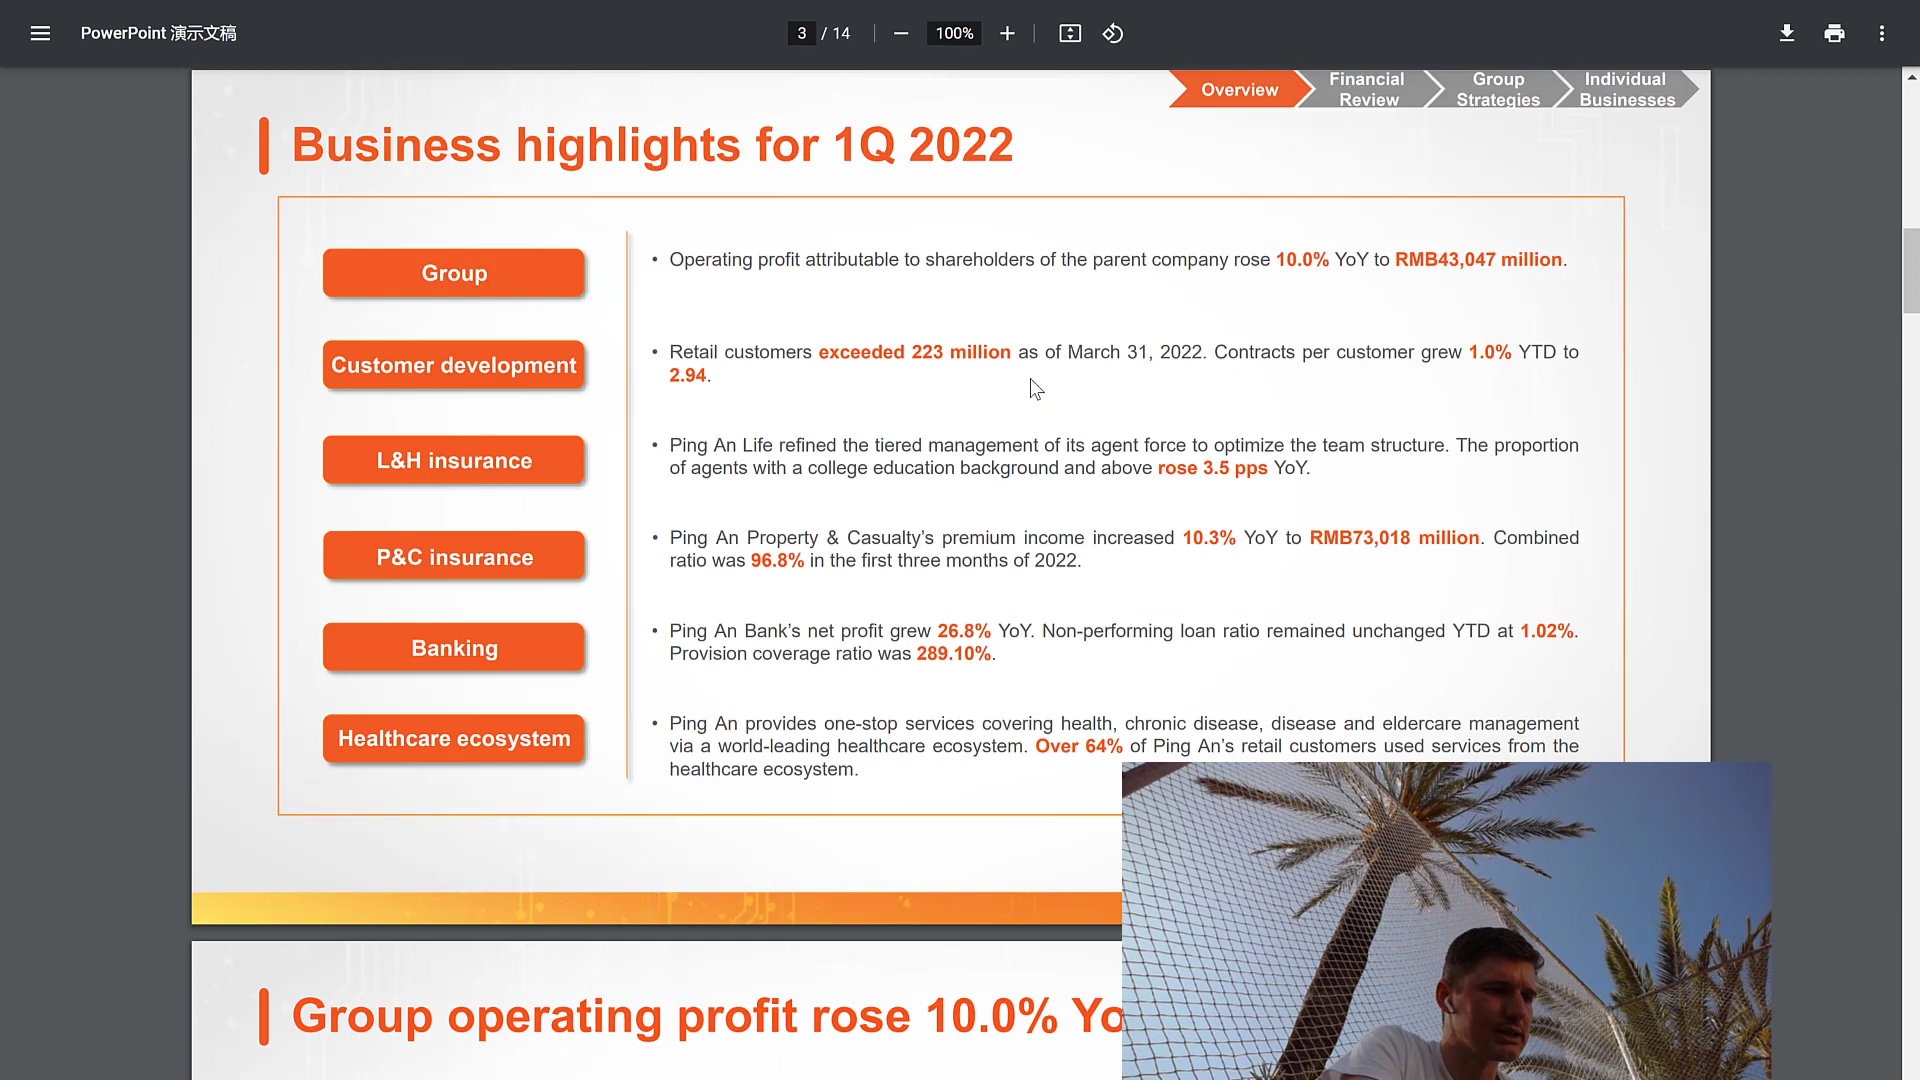 PowerPoint 演示文稿
3 / 14
100%
Overview
Financial
Review
Group
Strategies
Individual
Businesses
Business highlights for 1Q 2022
Group
• Operating profit attributable to shareholders of the parent company rose 10.0% YoY to RMB43,047 million.
Customer development
• Retail customers exceeded 223 million as of March 31, 2022. Contracts per customer grew 1.0% YTD to
2.94.
L&H insurance
• Ping An Life refined the tiered management of its agent force to optimize the team structure. The proportion
of agents with a college education background and above rose 3.5 pps YoY.
P&C insurance
• Ping An Property & Casualty’s premium income increased 10.3% YoY to RMB73,018 million. Combined
ratio was 96.8% in the first three months of 2022.
Banking
• Ping An Bank’s net profit grew 26.8% YoY. Non-performing loan ratio remained unchanged YTD at 1.02%.
Provision coverage ratio was 289.10%.
Healthcare ecosystem
• Ping An provides one-stop services covering health, chronic disease, disease and eldercare management
via a world-leading healthcare ecosystem. Over 64% of Ping An’s retail customers used services from the
healthcare ecosystem.
Group operating profit rose 10.0% Yo